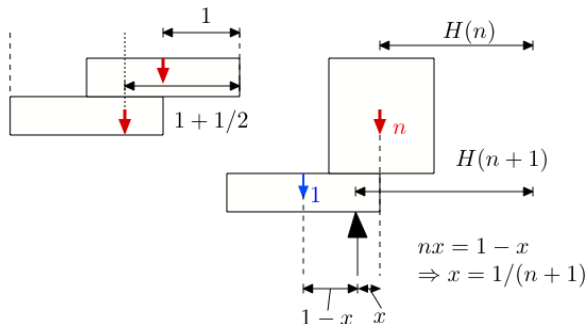 1
1 + 1/2
H(n)
n
H(n + 1)
1
nx = 1 − x
⇒ x = 1/(n + 1)
1 − x
x